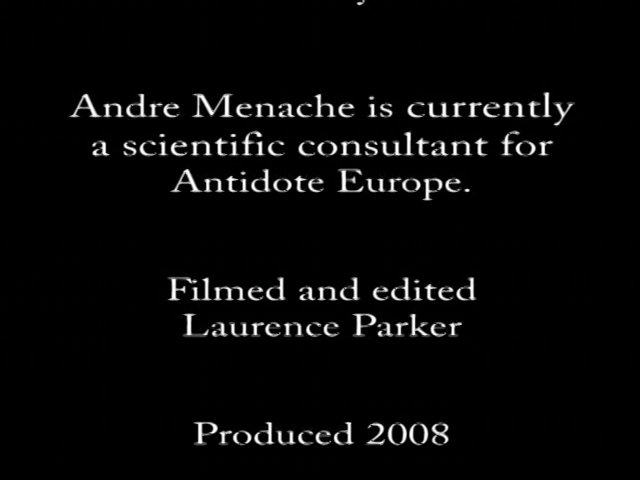 Andre Menache is currently
a scientific consultant for
Antidote Europe.
Filmed and edited
Laurence Parker
Produced 2008